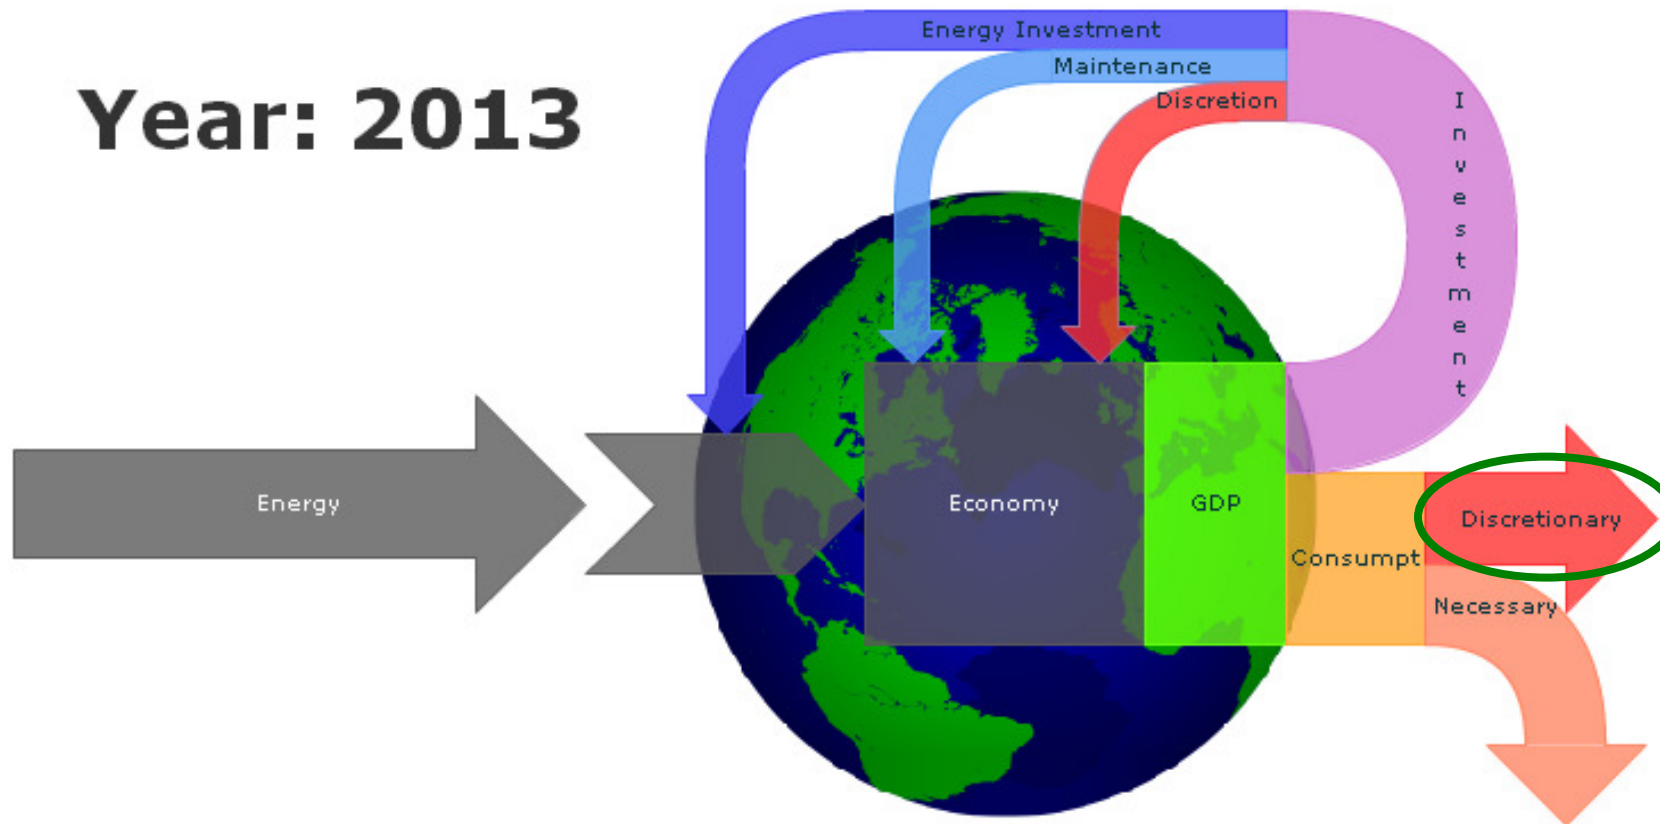 Energy Investment
Maintenance
Year: 2013
Discretion
Investment
Energy
Economy
GDP
Discretionary
Consumpt
Necessary